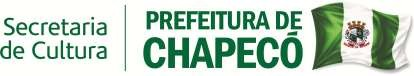 Secretaria
de Cultura
PREFEITURA DE
CHAPECÓ